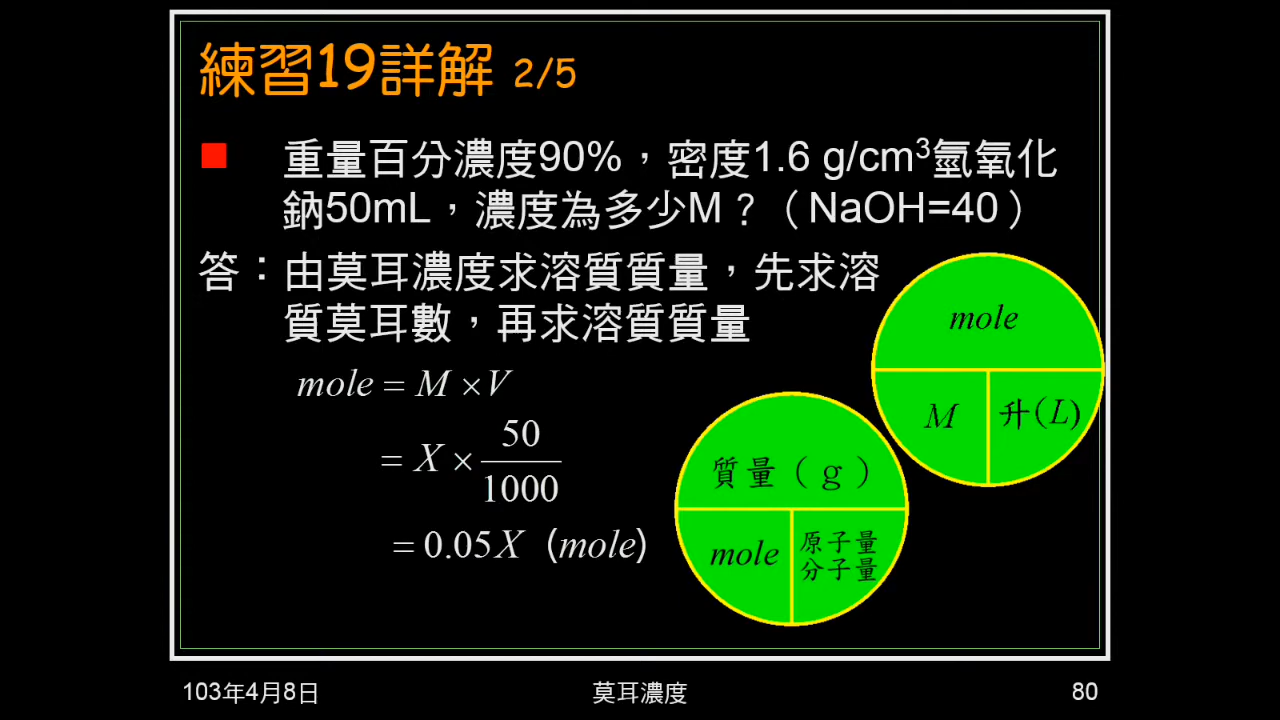 練習19詳解 2/5
重量百分濃度90%，密度1.6 g/cm³氫氧化
鈉50mL，濃度為多少M？（NaOH=40）
答：由莫耳濃度求溶質質量，先求溶
質莫耳數，再求溶質質量
mole = M × V
= X × 50/1000
= 0.05X (mole)
mole
M 升(L)
質量（g）
mole 原子量
分子量
103年4月8日 莫耳濃度 80